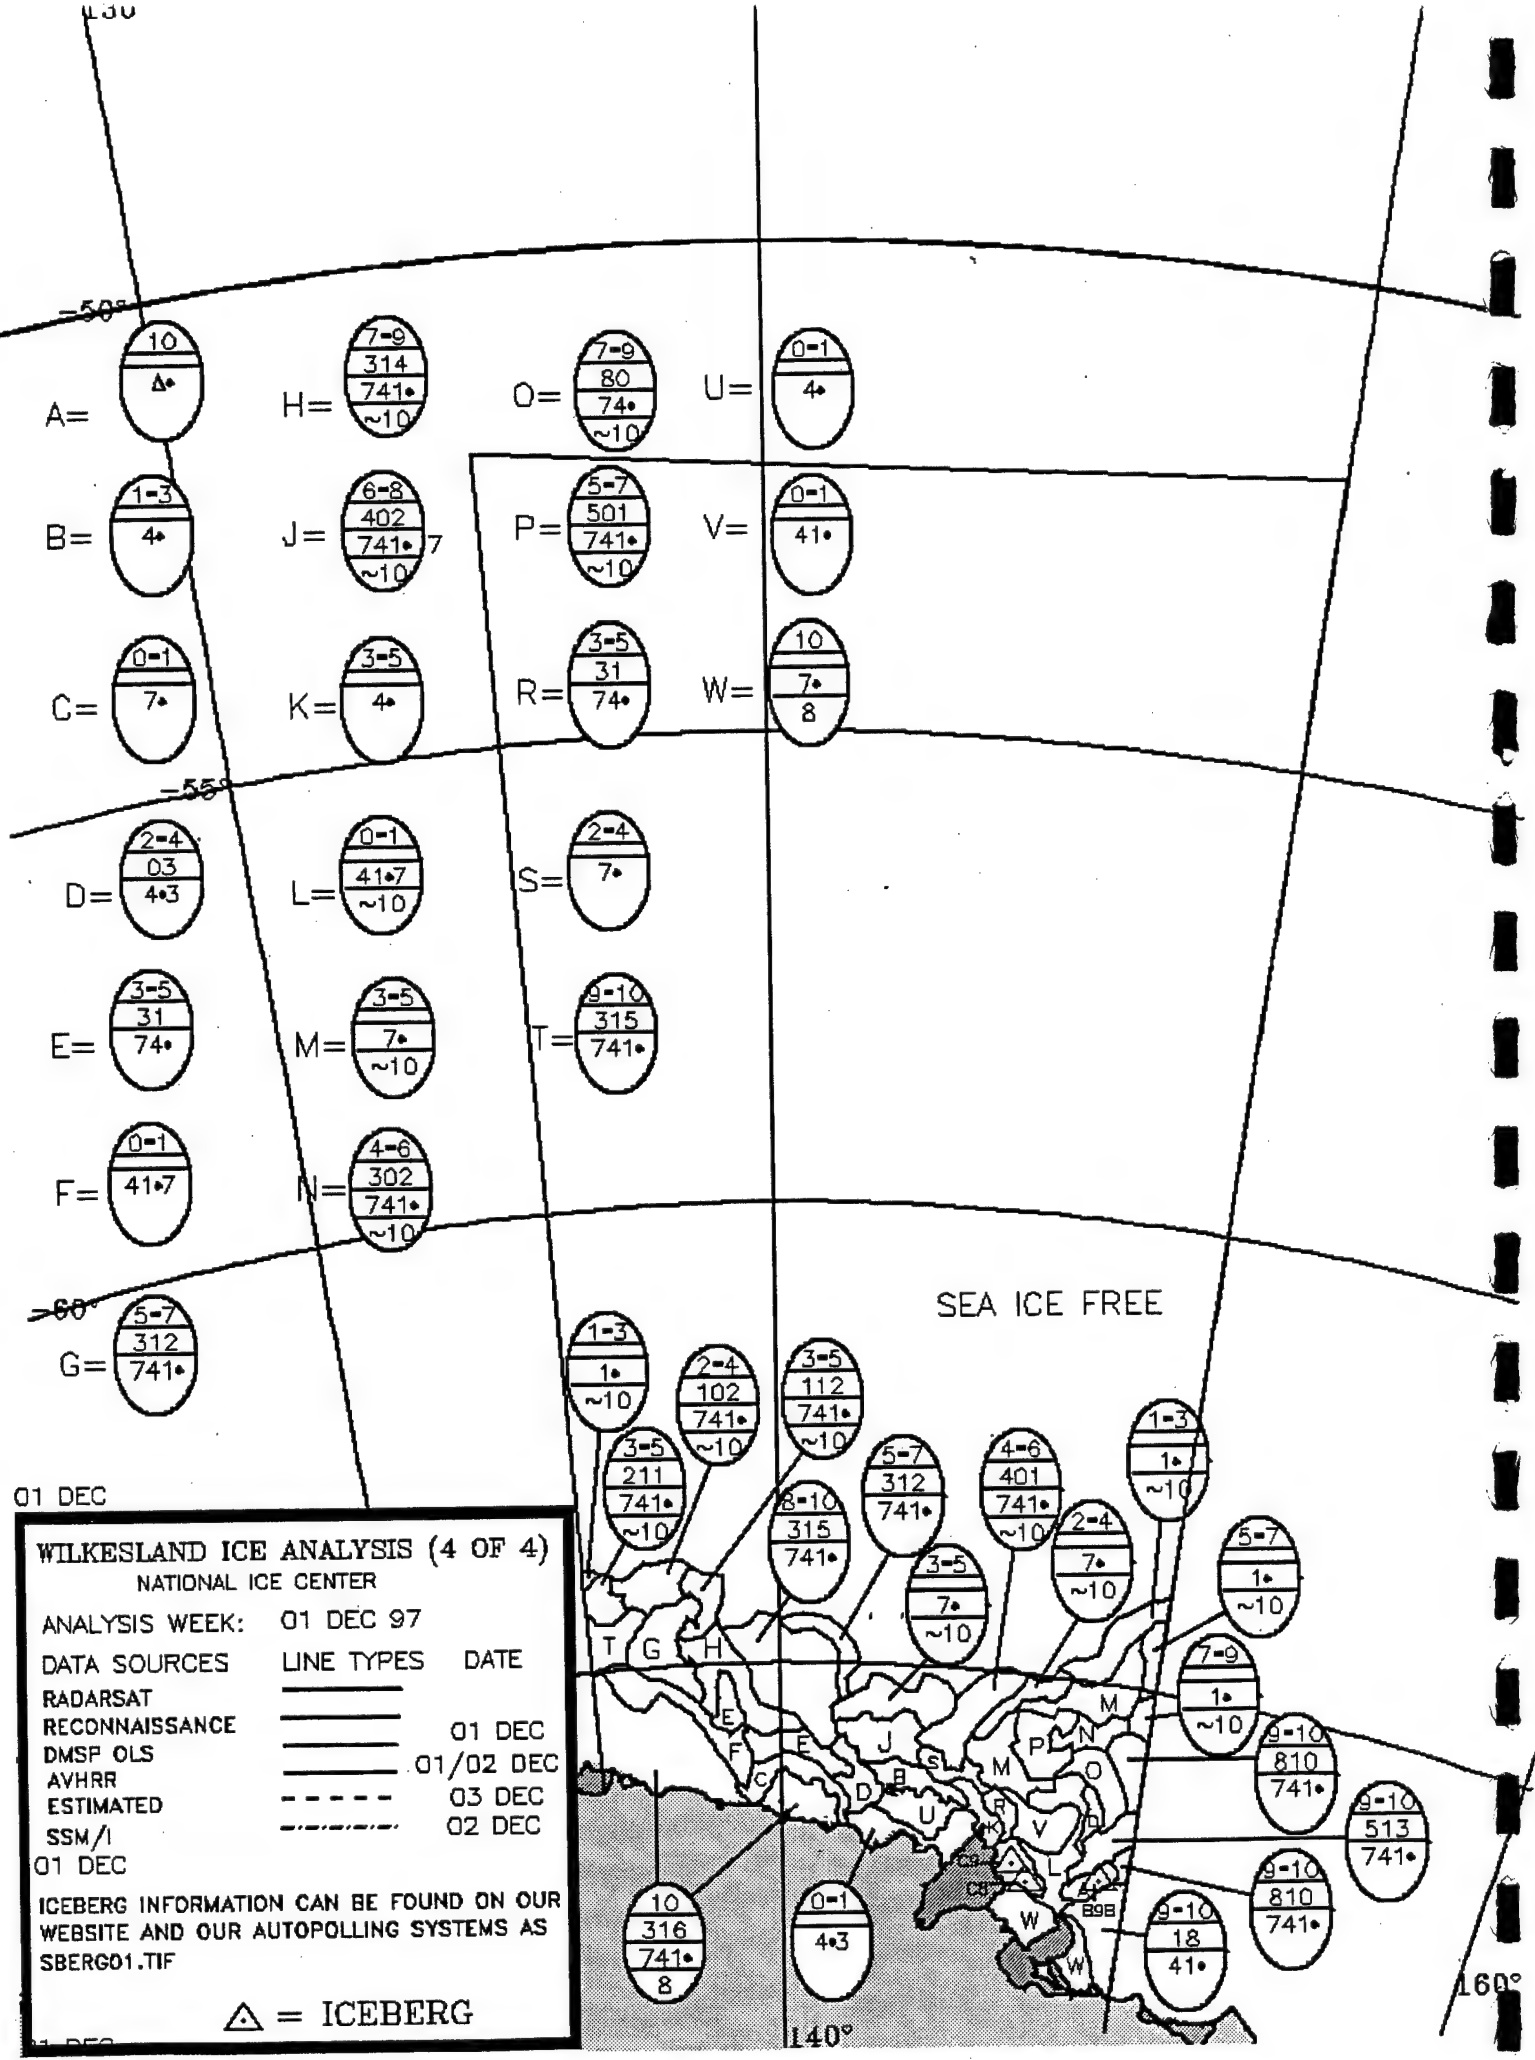 130
-50°
A=
10
Δ•
H=
7-9
314
741•
~10
O=
7-9
80
74•
~10
U=
0-1
4•
B=
1-3
4•
J=
6-8
402
741• 7
~10
P=
5-7
501
741•
~10
V=
0-1
41•
C=
0-1
7•
K=
3-5
4•
R=
3-5
31
74•
W=
10
7•
8
-55°
D=
2-4
03
4•3
L=
0-1
41•7
~10
S=
2-4
7•
E=
3-5
31
74•
M=
3-5
7•
~10
T=
9-10
315
741•
F=
0-1
41•7
N=
4-6
302
741•
~10
-60°
G=
5-7
312
741•
SEA ICE FREE
1-3
1•
~10
2-4
102
741•
~10
3-5
112
741•
~10
3-5
211
741•
~10
8-10
315
741•
5-7
312
741•
4-6
401
741•
~10
1-3
1•
~10
3-5
7•
~10
2-4
7•
~10
5-7
1•
~10
7-9
1•
~10
9-10
810
741•
9-10
513
741•
9-10
810
741•
9-10
18
41•
10
316
741•
8
0-1
4•3
T G H
E F E C D B J S U
M P N M O
R K V D L
C9
C8
B9B
W
W
01 DEC
WILKESLAND ICE ANALYSIS (4 OF 4)
NATIONAL ICE CENTER
ANALYSIS WEEK: 01 DEC 97
DATA SOURCES LINE TYPES DATE
RADARSAT
RECONNAISSANCE 01 DEC
DMSP OLS 01/02 DEC
AVHRR
ESTIMATED 03 DEC
SSM/I 02 DEC
01 DEC
ICEBERG INFORMATION CAN BE FOUND ON OUR
WEBSITE AND OUR AUTOPOLLING SYSTEMS AS
SBERG01.TIF
= ICEBERG
140°
160°